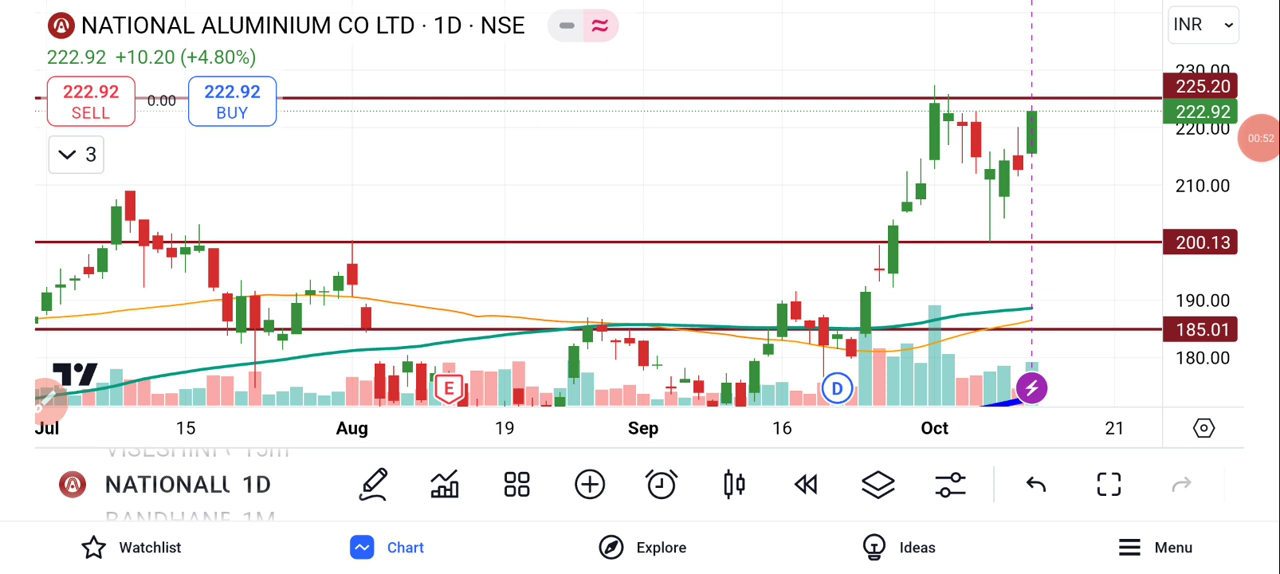 NATIONAL ALUMINIUM CO LTD · 1D · NSE
INR
222.92 +10.20 (+4.80%)
222.92
SELL
0.00
222.92
BUY
3
230.00
225.20
222.92
220.00
210.00
200.13
190.00
185.01
180.00
00:52
E
D
Jul
15
Aug
19
Sep
16
Oct
21
NATIONALU 1D
Watchlist
Chart
Explore
Ideas
Menu